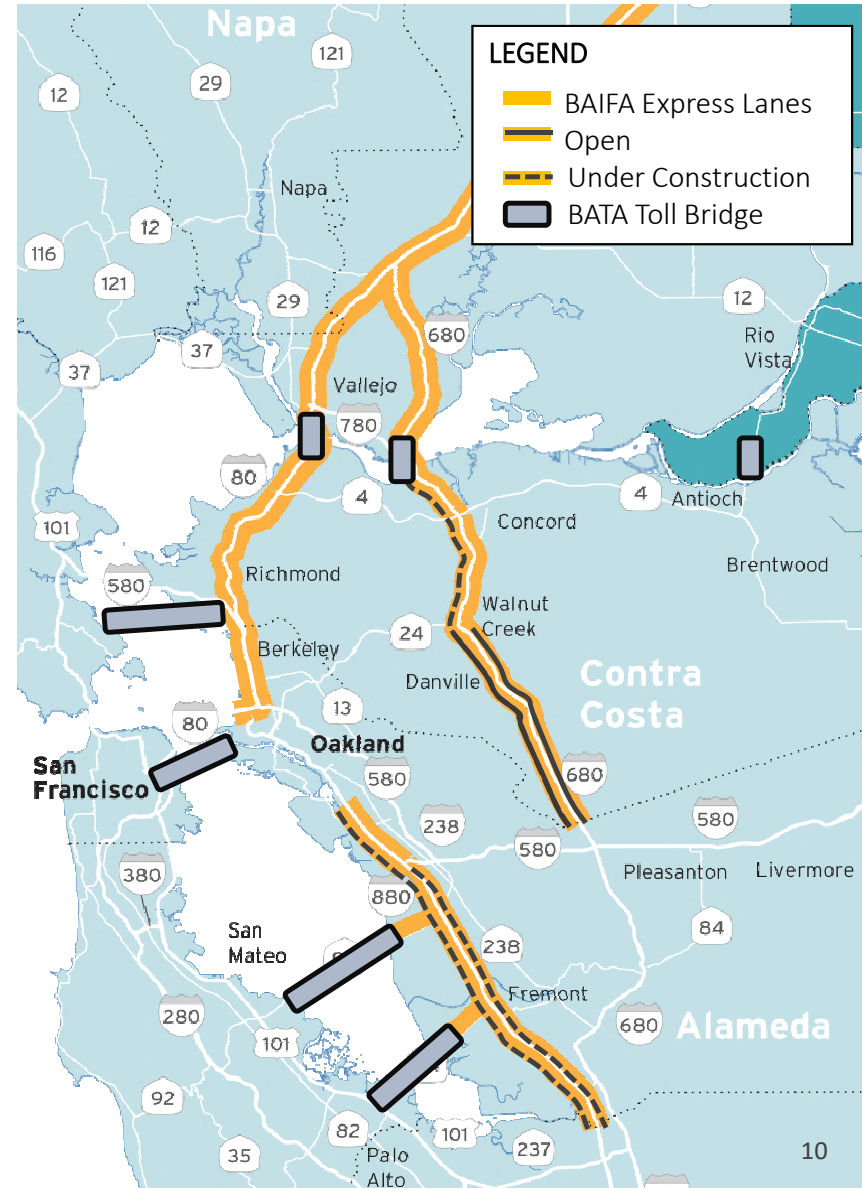 Napa
121
29
12
LEGEND
BAIFA Express Lanes
Open
Under Construction
BATA Toll Bridge
Napa
12
116
121
29
12
680
Rio
Vista
37
37
Vallejo
780
80
4
4
Antioch
101
Concord
Brentwood
580
Richmond
Walnut
Creek
24
Berkeley
Danville
Contra
Costa
13
80
Oakland
San
Francisco
580
680
238
580
580
380
Pleasanton
Livermore
880
84
San
Mateo
238
Fremont
280
680
Alameda
101
92
82
101
237
35
Palo
Alto
10